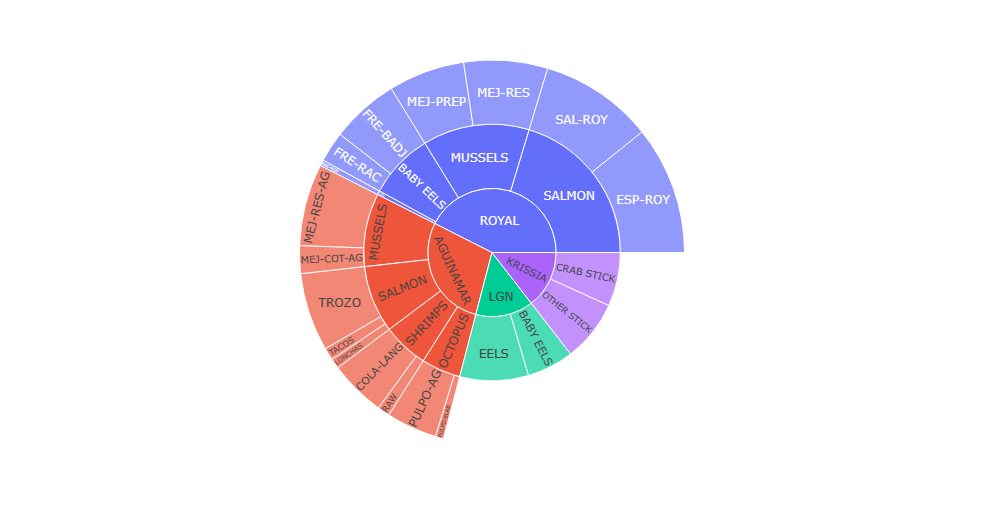 MEJ-PREP
MEJ-RES
SAL-ROY
FRE-BADJ
FRE-RAC
MUSSELS
SALMON
BABY EELS
ESP-ROY
ROYAL
MEJ-RES-AG
MUSSELS
AGUINAMAR
KRISSIA
CRAB STICK
MEJ-COT-AG
SALMON
LGN
OTHER STICK
TROZO
SHRIMPS
OCTOPUS
BABY EELS
TACOS
LONCHAS
EELS
COLA-LANG
RAW
PULPO-AG